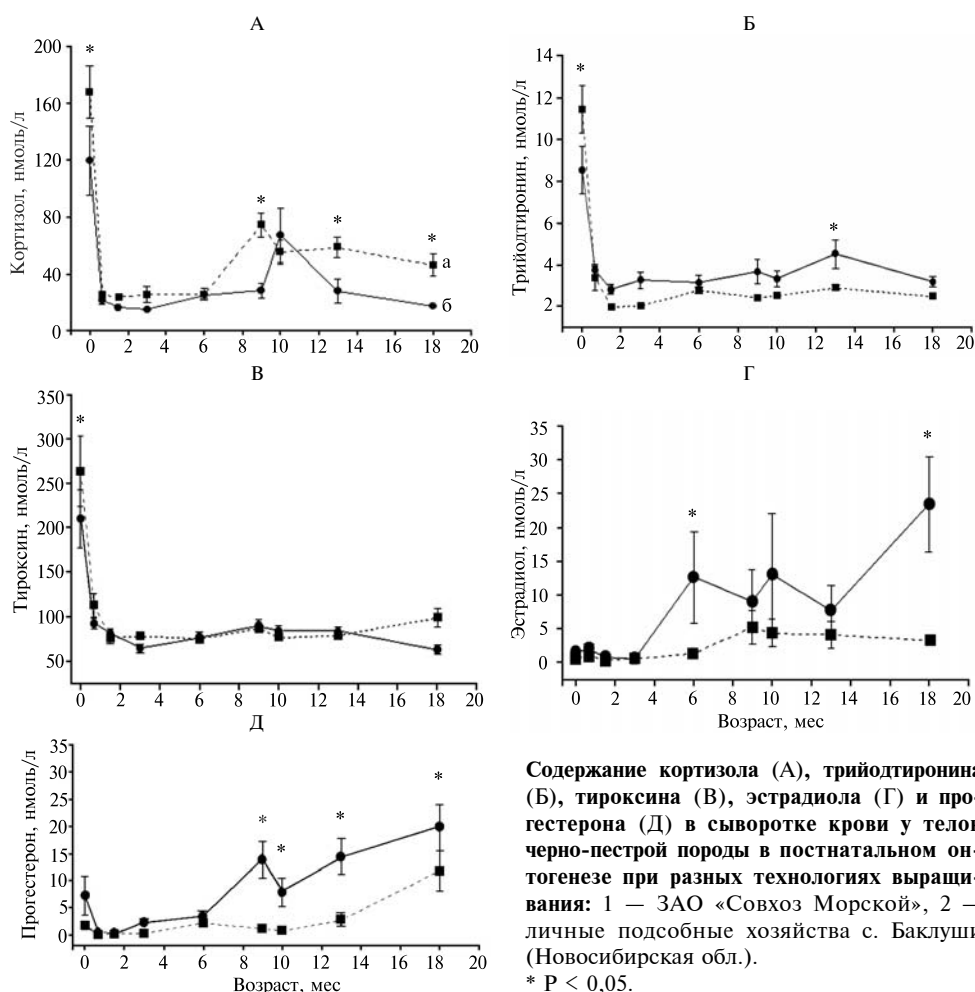 А
Кортизол, нмоль/л
200
160
120
80
40
0
*
*
*
*
а
б
0 2 4 6 8 10 12 14 16 18 20
Б
Трийодтиронин, нмоль/л
14
12
10
8
6
4
2
*
*
0 2 4 6 8 10 12 14 16 18 20
В
Тироксин, нмоль/л
350
300
250
200
150
100
50
*
0 2 4 6 8 10 12 14 16 18 20
Г
Эстрадиол, нмоль/л
35
30
25
20
15
10
5
0
*
*
0 2 4 6 8 10 12 14 16 18 20
Возраст, мес
Д
Прогестерон, нмоль/л
35
30
25
20
15
10
5
0
*
*
*
*
0 2 4 6 8 10 12 14 16 18 20
Возраст, мес
Содержание кортизола (А), трийодтиронина
(Б), тироксина (В), эстрадиола (Г) и про-
гестерона (Д) в сыворотке крови у телок
черно-пестрой породы в постнатальном он-
тогенезе при разных технологиях выращи-
вания: 1 — ЗАО «Совхоз Морской», 2 —
личные подсобные хозяйства с. Баклуши
(Новосибирская обл.).
* P < 0,05.